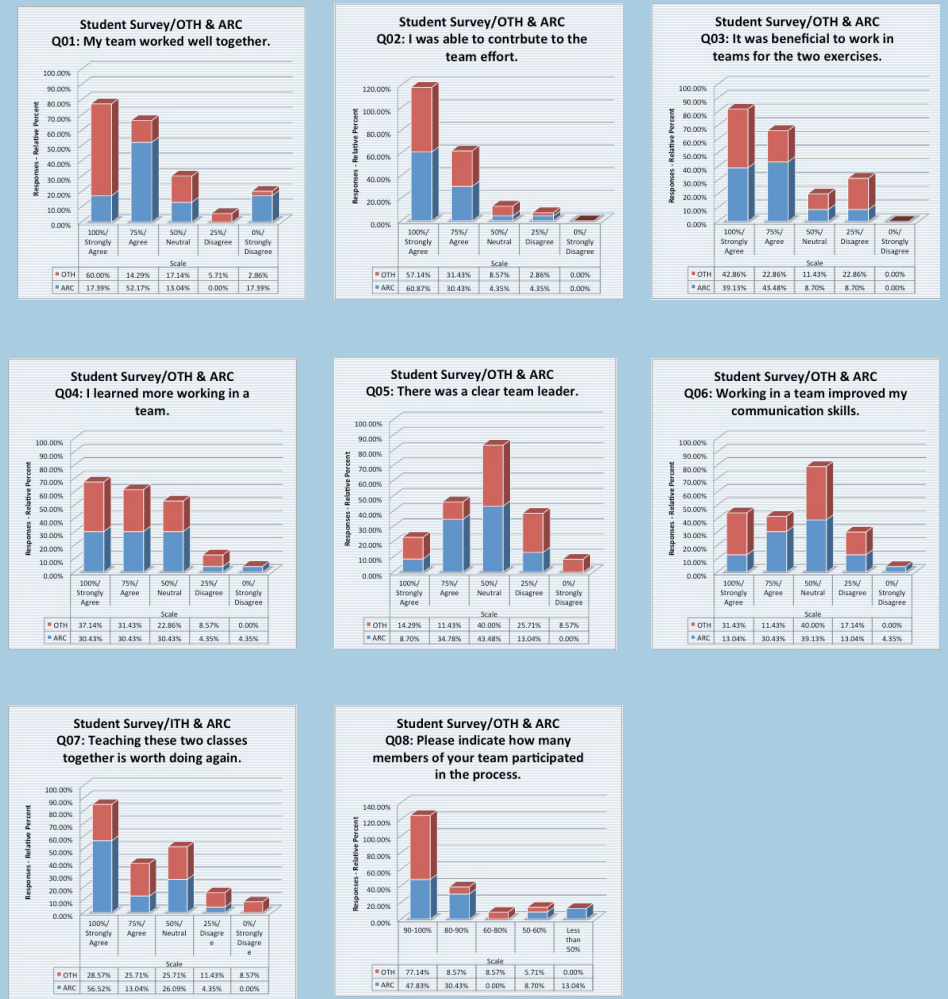 Student Survey/OTH & ARC
Q01: My team worked well together.
Responses - Relative Percent
100.00%
90.00%
80.00%
70.00%
60.00%
50.00%
40.00%
30.00%
20.00%
10.00%
0.00%
100%/ Strongly Agree
75%/ Agree
50%/ Neutral
25%/ Disagree
0%/ Strongly Disagree
Scale
OTH 60.00% 14.29% 17.14% 5.71% 2.86%
ARC 17.39% 52.17% 13.04% 0.00% 17.39%
Student Survey/OTH & ARC
Q02: I was able to contrbute to the
team effort.
Responses - Relative Percent
120.00%
100.00%
80.00%
60.00%
40.00%
20.00%
0.00%
100%/ Strongly Agree
75%/ Agree
50%/ Neutral
25%/ Disagree
0%/ Strongly Disagree
Scale
OTH 57.14% 31.43% 8.57% 2.86% 0.00%
ARC 60.87% 30.43% 4.35% 4.35% 0.00%
Student Survey/OTH & ARC
Q03: It was beneficial to work in
teams for the two exercises.
Responses - Relative Percent
100.00%
90.00%
80.00%
70.00%
60.00%
50.00%
40.00%
30.00%
20.00%
10.00%
0.00%
100%/ Strongly Agree
75%/ Agree
50%/ Neutral
25%/ Disagree
0%/ Strongly Disagree
Scale
OTH 42.86% 22.86% 11.43% 22.86% 0.00%
ARC 39.13% 43.48% 8.70% 8.70% 0.00%
Student Survey/OTH & ARC
Q04: I learned more working in a
team.
Responses - Relative Percent
100.00%
90.00%
80.00%
70.00%
60.00%
50.00%
40.00%
30.00%
20.00%
10.00%
0.00%
100%/ Strongly Agree
75%/ Agree
50%/ Neutral
25%/ Disagree
0%/ Strongly Disagree
Scale
OTH 37.14% 31.43% 22.86% 8.57% 0.00%
ARC 30.43% 30.43% 30.43% 4.35% 4.35%
Student Survey/OTH & ARC
Q05: There was a clear team leader.
Responses - Relative Percent
100.00%
90.00%
80.00%
70.00%
60.00%
50.00%
40.00%
30.00%
20.00%
10.00%
0.00%
100%/ Strongly Agree
75%/ Agree
50%/ Neutral
25%/ Disagree
0%/ Strongly Disagree
Scale
OTH 14.29% 11.43% 40.00% 25.71% 8.57%
ARC 8.70% 34.78% 43.48% 13.04% 0.00%
Student Survey/OTH & ARC
Q06: Working in a team improved my
communication skills.
Responses - Relative Percent
100.00%
90.00%
80.00%
70.00%
60.00%
50.00%
40.00%
30.00%
20.00%
10.00%
0.00%
100%/ Strongly Agree
75%/ Agree
50%/ Neutral
25%/ Disagree
0%/ Strongly Disagree
Scale
OTH 31.43% 11.43% 40.00% 17.14% 0.00%
ARC 13.04% 30.43% 39.13% 13.04% 4.35%
Student Survey/ITH & ARC
Q07: Teaching these two classes
together is worth doing again.
Responses - Relative Percent
100.00%
90.00%
80.00%
70.00%
60.00%
50.00%
40.00%
30.00%
20.00%
10.00%
0.00%
100%/ Strongly Agree
75%/ Agree
50%/ Neutral
25%/ Disagre e
0%/ Strongly Disagre e
Scale
OTH 28.57% 25.71% 25.71% 11.43% 8.57%
ARC 56.52% 13.04% 26.09% 4.35% 0.00%
Student Survey/OTH & ARC
Q08: Please indicate how many
members of your team participated
in the process.
Responses - Relative Percent
140.00%
120.00%
100.00%
80.00%
60.00%
40.00%
20.00%
0.00%
90-100%
80-90%
60-80%
50-60%
Less than 50%
Scale
OTH 77.14% 8.57% 8.57% 5.71% 0.00%
ARC 47.83% 30.43% 0.00% 8.70% 13.04%